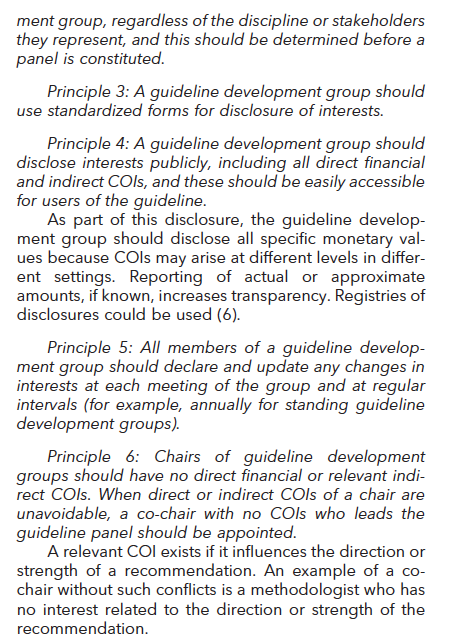 ment group, regardless of the discipline or stakeholders
they represent, and this should be determined before a
panel is constituted.
Principle 3: A guideline development group should
use standardized forms for disclosure of interests.
Principle 4: A guideline development group should
disclose interests publicly, including all direct financial
and indirect COIs, and these should be easily accessible
for users of the guideline.
As part of this disclosure, the guideline develop-
ment group should disclose all specific monetary val-
ues because COIs may arise at different levels in differ-
ent settings. Reporting of actual or approximate
amounts, if known, increases transparency. Registries of
disclosures could be used (6).
Principle 5: All members of a guideline develop-
ment group should declare and update any changes in
interests at each meeting of the group and at regular
intervals (for example, annually for standing guideline
development groups).
Principle 6: Chairs of guideline development
groups should have no direct financial or relevant indi-
rect COIs. When direct or indirect COIs of a chair are
unavoidable, a co-chair with no COIs who leads the
guideline panel should be appointed.
A relevant COI exists if it influences the direction or
strength of a recommendation. An example of a co-
chair without such conflicts is a methodologist who has
no interest related to the direction or strength of the
recommendation.